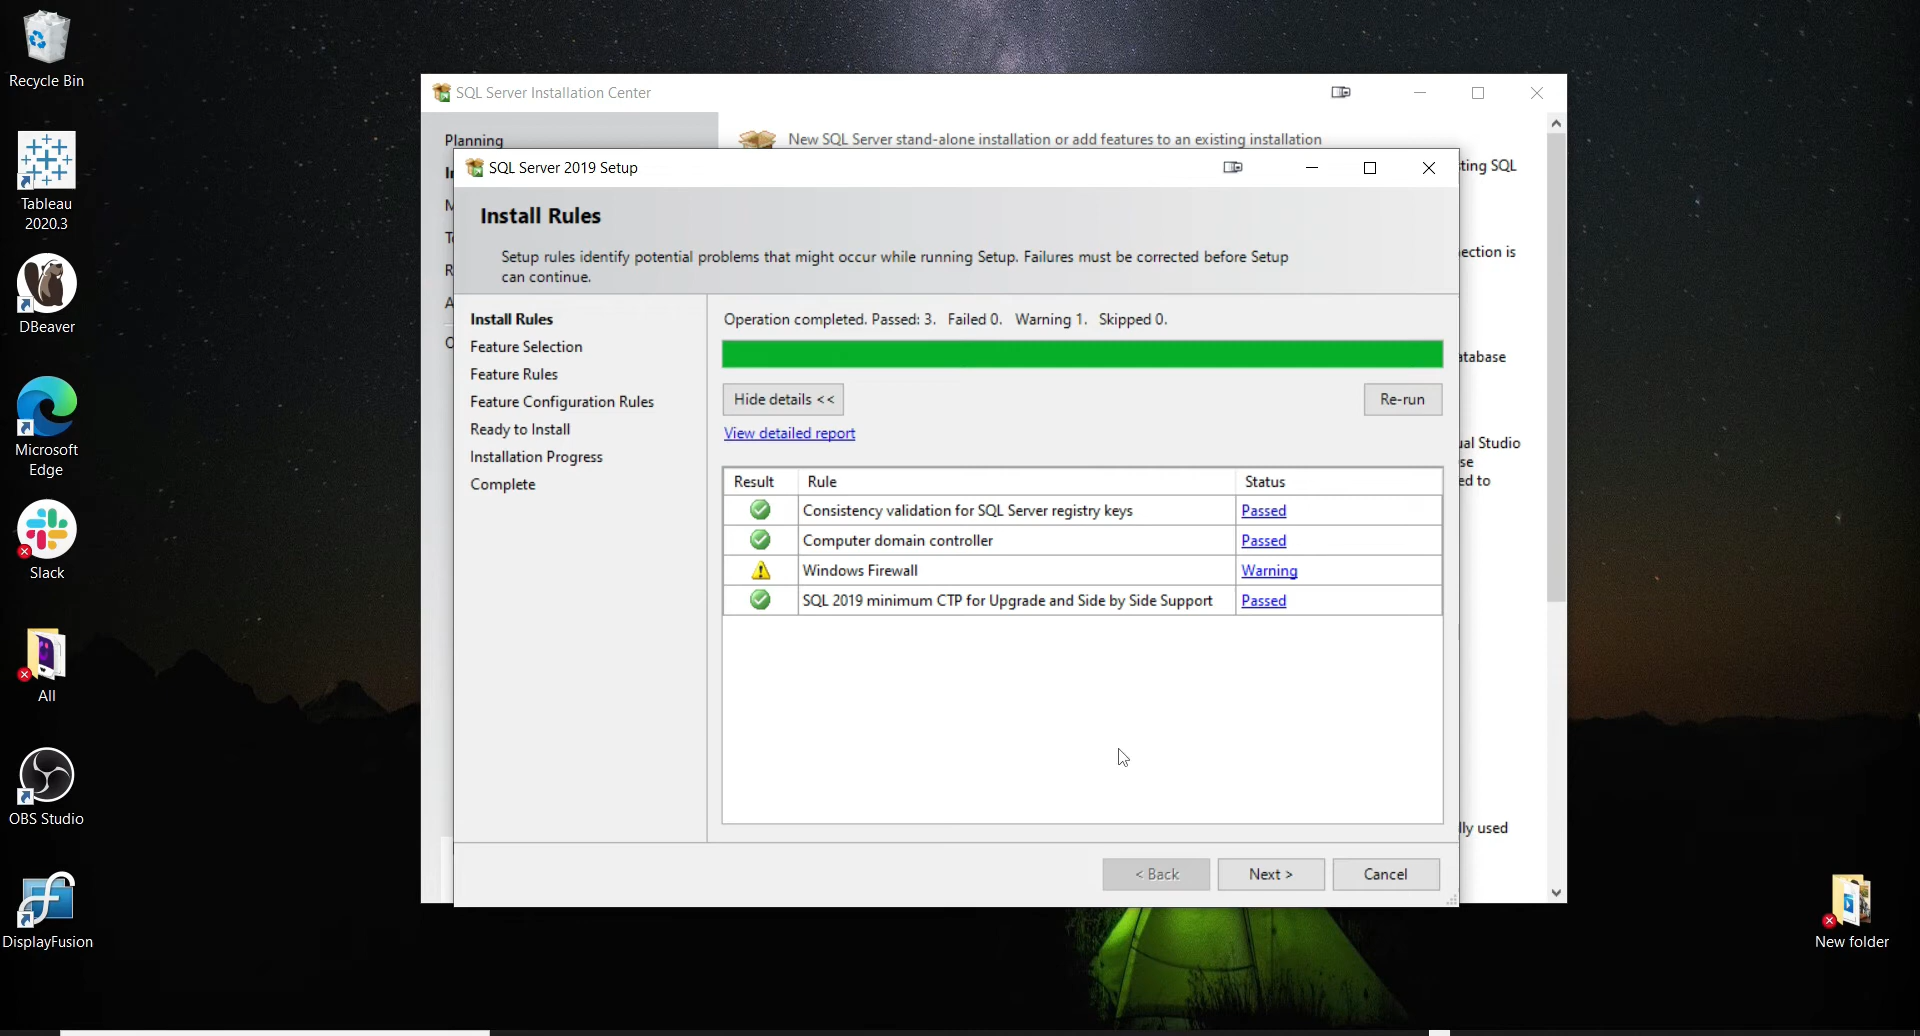 Recycle Bin
Tableau
2020.3
DBeaver
Microsoft
Edge
Slack
All
OBS Studio
DisplayFusion
New folder
SQL Server Installation Center
Planning
New SQL Server stand-alone installation or add features to an existing installation
ting SQL
ection is
atabase
ual Studio
se
ed to
lly used
SQL Server 2019 Setup
Install Rules
Setup rules identify potential problems that might occur while running Setup. Failures must be corrected before Setup
can continue.
Install Rules
Feature Selection
Feature Rules
Feature Configuration Rules
Ready to Install
Installation Progress
Complete
Operation completed. Passed: 3.   Failed 0.   Warning 1.   Skipped 0.
Hide details <<
Re-run
View detailed report
Result Rule Status
Consistency validation for SQL Server registry keys Passed
Computer domain controller Passed
Windows Firewall Warning
SQL 2019 minimum CTP for Upgrade and Side by Side Support Passed
< Back
Next >
Cancel